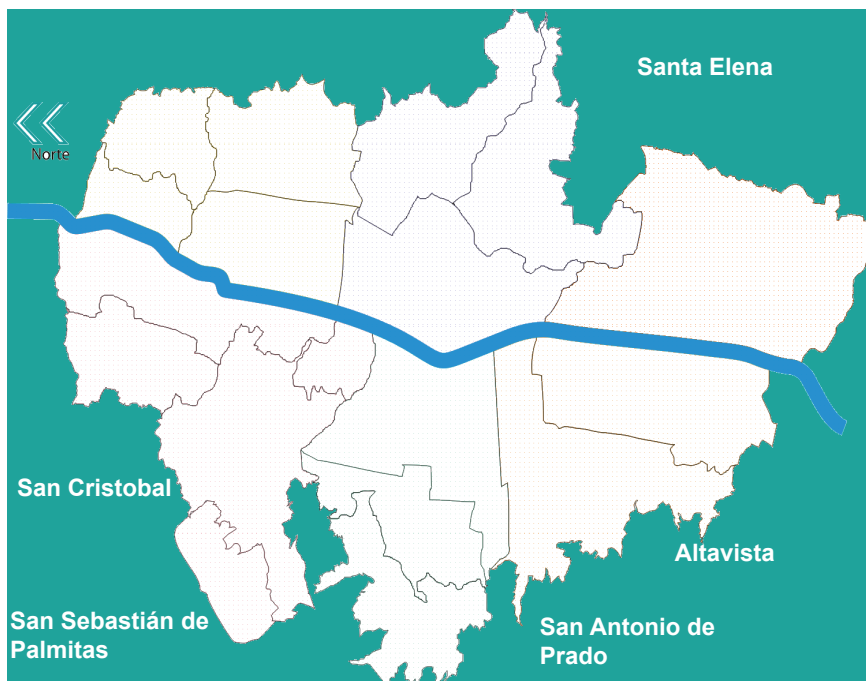 Santa Elena
Norte
San Cristobal
Altavista
San Sebastián de
Palmitas
San Antonio de
Prado